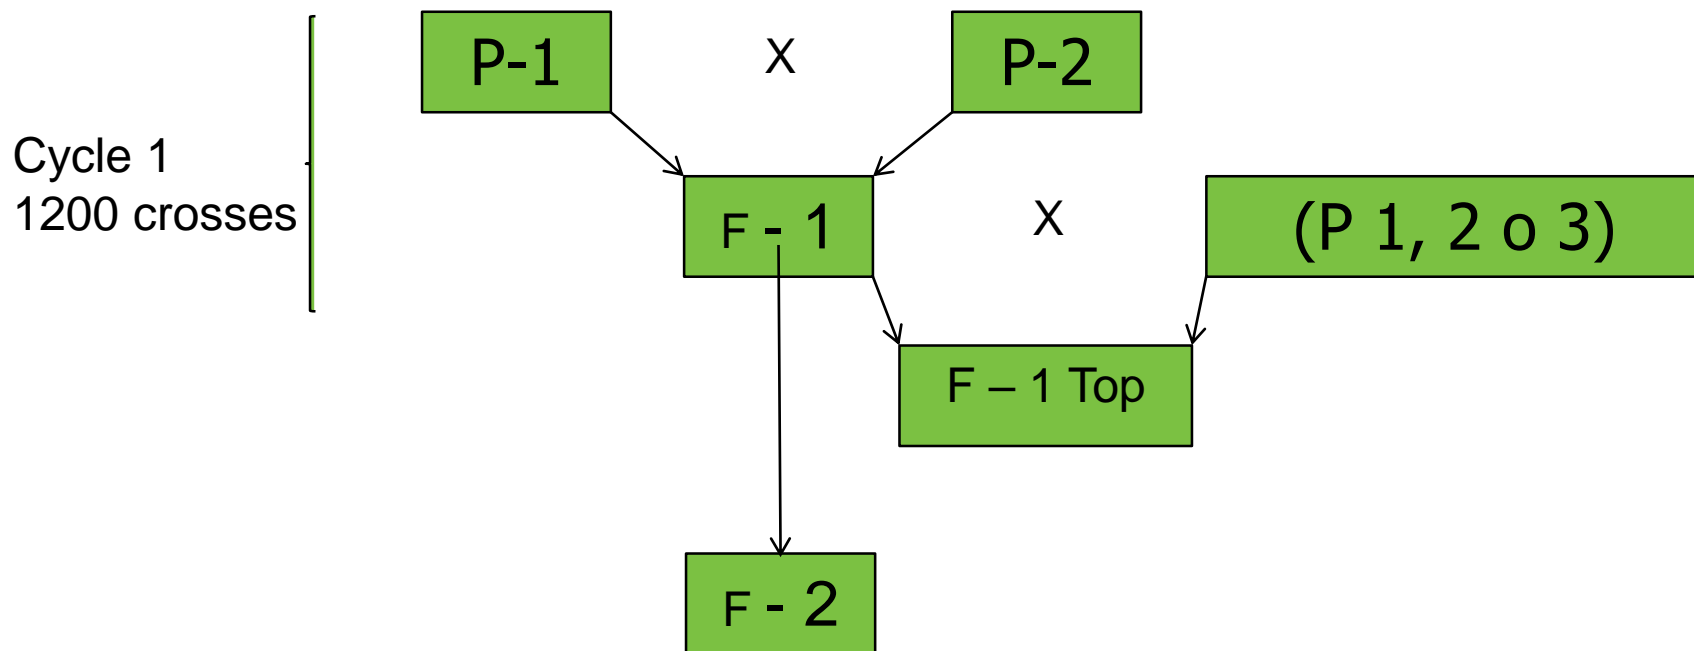 P-1
X
P-2
Cycle 1
1200 crosses
F - 1
X
(P 1, 2 o 3)
F – 1 Top
F - 2